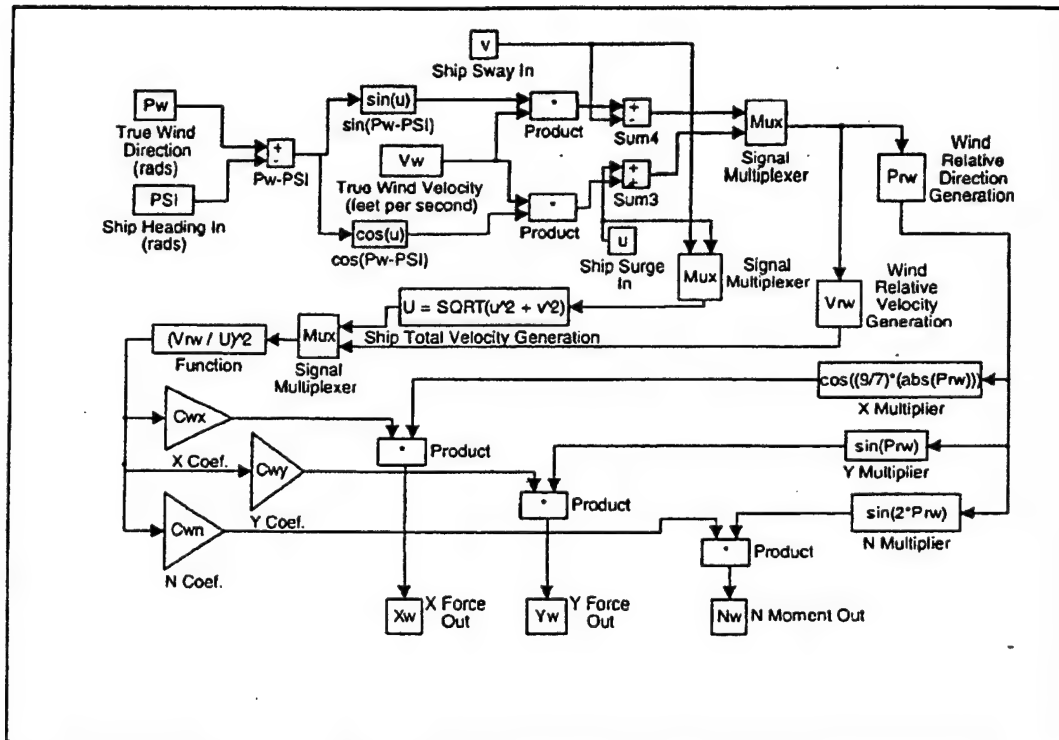 v
Ship Sway In
Pw
True Wind
Direction
(rads)
PSI
Ship Heading In
(rads)
+
-
Pw-PSI
sin(u)
sin(Pw-PSI)
Vw
True Wind Velocity
(feet per second)
cos(u)
cos(Pw-PSI)
*
Product
*
Product
+
-
Sum4
+
+
Sum3
u
Ship Surge
In
Mux
Signal
Multiplexer
Mux
Signal
Multiplexer
Prw
Wind
Relative
Direction
Generation
Vrw
Wind
Relative
Velocity
Generation
U = SQRT(u^2 + v^2)
Ship Total Velocity Generation
Mux
Signal
Multiplexer
(Vrw / U)^2
Function
cos((9/7)*(abs(Prw)))
X Multiplier
Cwx
X Coef.
*
Product
sin(Prw)
Y Multiplier
Cwy
Y Coef.
*
Product
sin(2*Prw)
N Multiplier
Cwn
N Coef.
*
Product
Xw
X Force
Out
Yw
Y Force
Out
Nw
N Moment Out